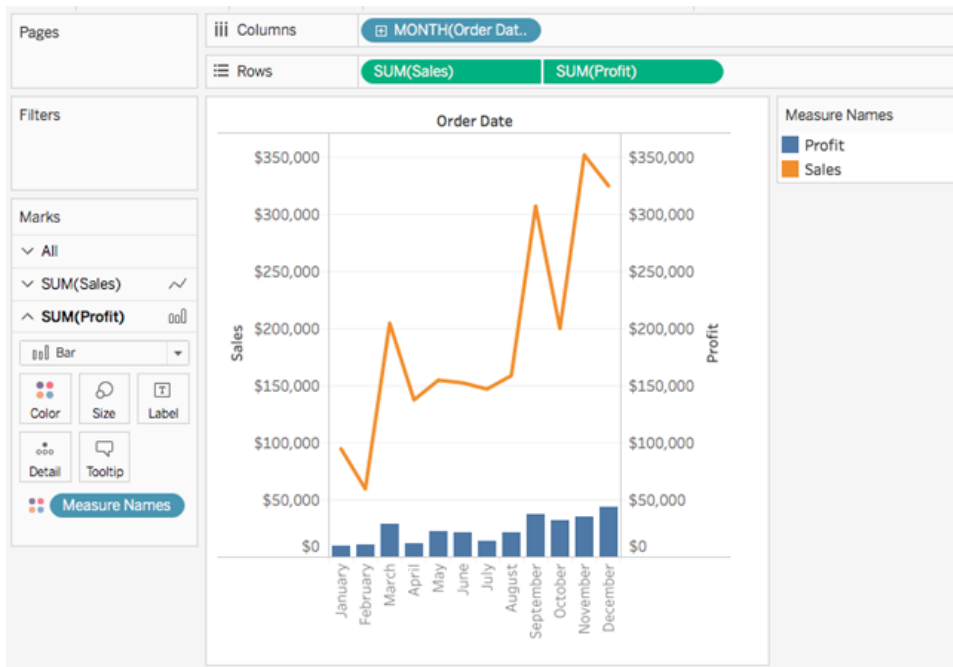 Pages
Columns
MONTH(Order Dat..
Rows
SUM(Sales)
SUM(Profit)
Filters
Marks
All
SUM(Sales)
SUM(Profit)
Bar
Color
Size
Label
Detail
Tooltip
Measure Names
Order Date
$350,000
$300,000
$250,000
$200,000
$150,000
$100,000
$50,000
$0
Sales
$350,000
$300,000
$250,000
$200,000
$150,000
$100,000
$50,000
$0
Profit
January
February
March
April
May
June
July
August
September
October
November
December
Measure Names
Profit
Sales